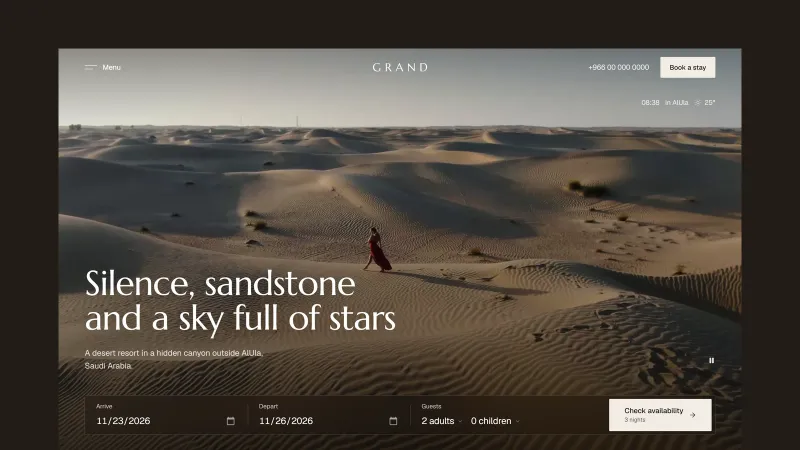 Menu
GRAND
+966 00 000 0000
Book a stay
08:38 in AlUla 25°
Silence, sandstone
and a sky full of stars
A desert resort in a hidden canyon outside AlUla,
Saudi Arabia.
Arrive
11/23/2026
Depart
11/26/2026
Guests
2 adults
0 children
Check availability
3 nights